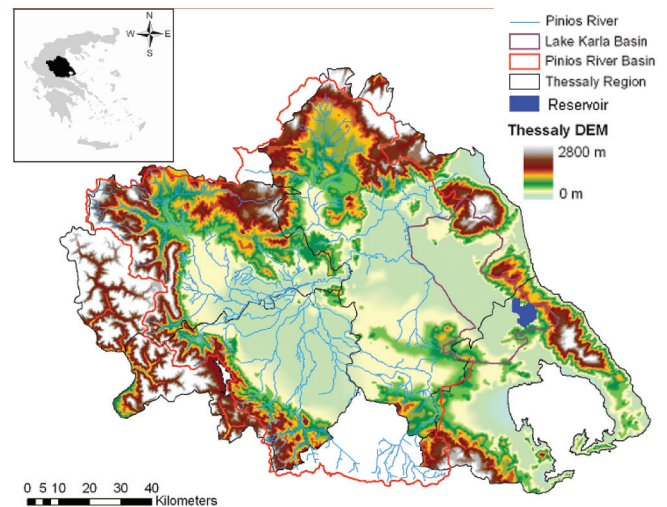 N
W E
S
Pinios River
Lake Karla Basin
Pinios River Basin
Thessaly Region
Reservoir
Thessaly DEM
2800 m
0 m
0 5 10 20 30 40
Kilometers